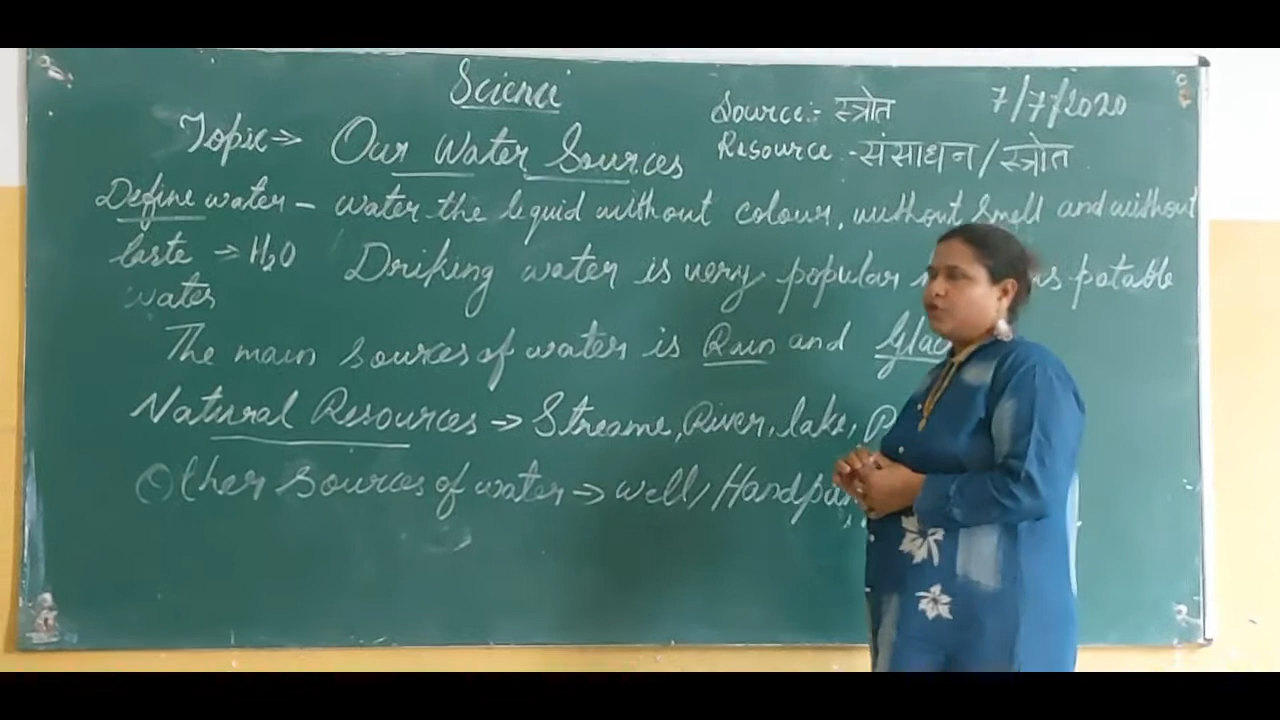 Science
Source:- स्त्रोत
7/7/2020
Resource - संसाधन/स्त्रोत
Topic => Our Water Sources
Define water - water the liquid without colour, without smell and without
taste => H₂O Drinking water is very popular as potable
water
The main sources of water is Rain and
Natural Resources → Streame, River, lake,
Other sources of water → well/